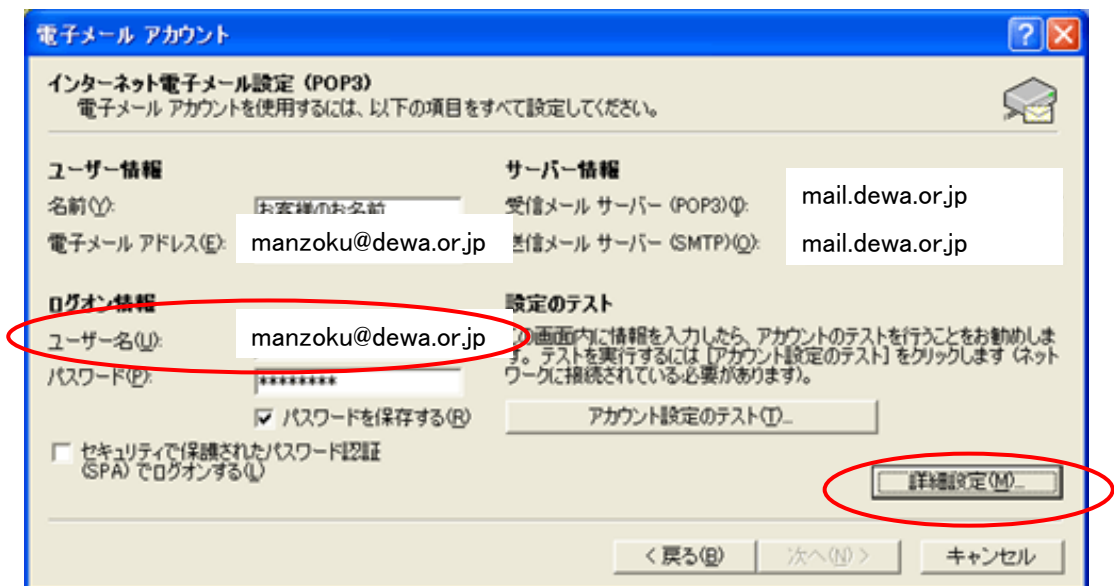 電子メール アカウント
インターネット電子メール設定 (POP3)
電子メール アカウントを使用するには、以下の項目をすべて設定してください。
ユーザー情報
名前(Y):
お客様のお名前
電子メール アドレス(E):
manzoku@dewa.or.jp
サーバー情報
受信メール サーバー (POP3)(I):
mail.dewa.or.jp
送信メール サーバー (SMTP)(O):
mail.dewa.or.jp
ログオン情報
ユーザー名(U):
manzoku@dewa.or.jp
パスワード(P):
********
パスワードを保存する(R)
セキュリティで保護されたパスワード認証
(SPA) でログオンする(L)
設定のテスト
この画面内に情報を入力したら、アカウントのテストを行うことをお勧めしま
す。テストを実行するには [アカウント設定のテスト] をクリックします (ネット
ワークに接続されている必要があります)。
アカウント設定のテスト(T)...
詳細設定(M)...
< 戻る(B)
次へ(N) >
キャンセル